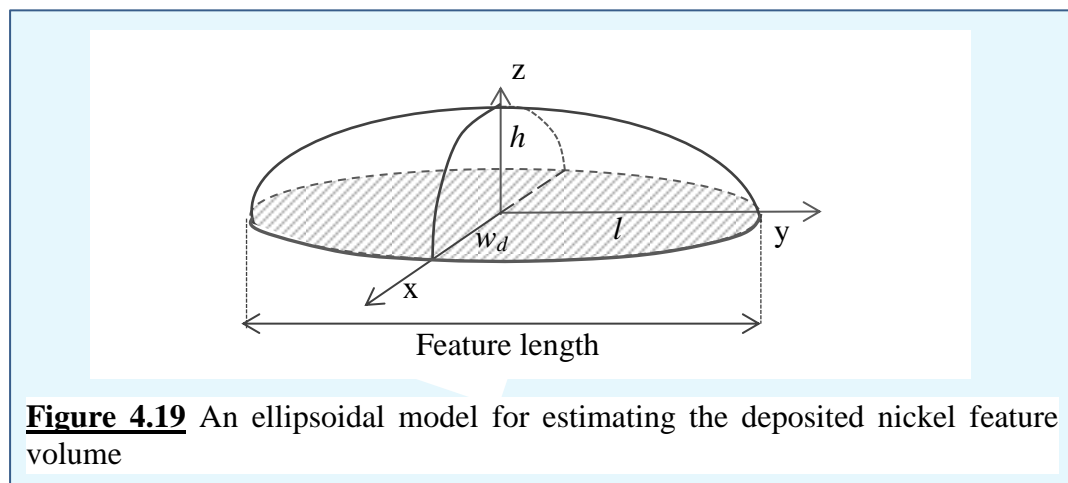 z
h
l
y
w_d
x
Feature length
Figure 4.19 An ellipsoidal model for estimating the deposited nickel feature
volume